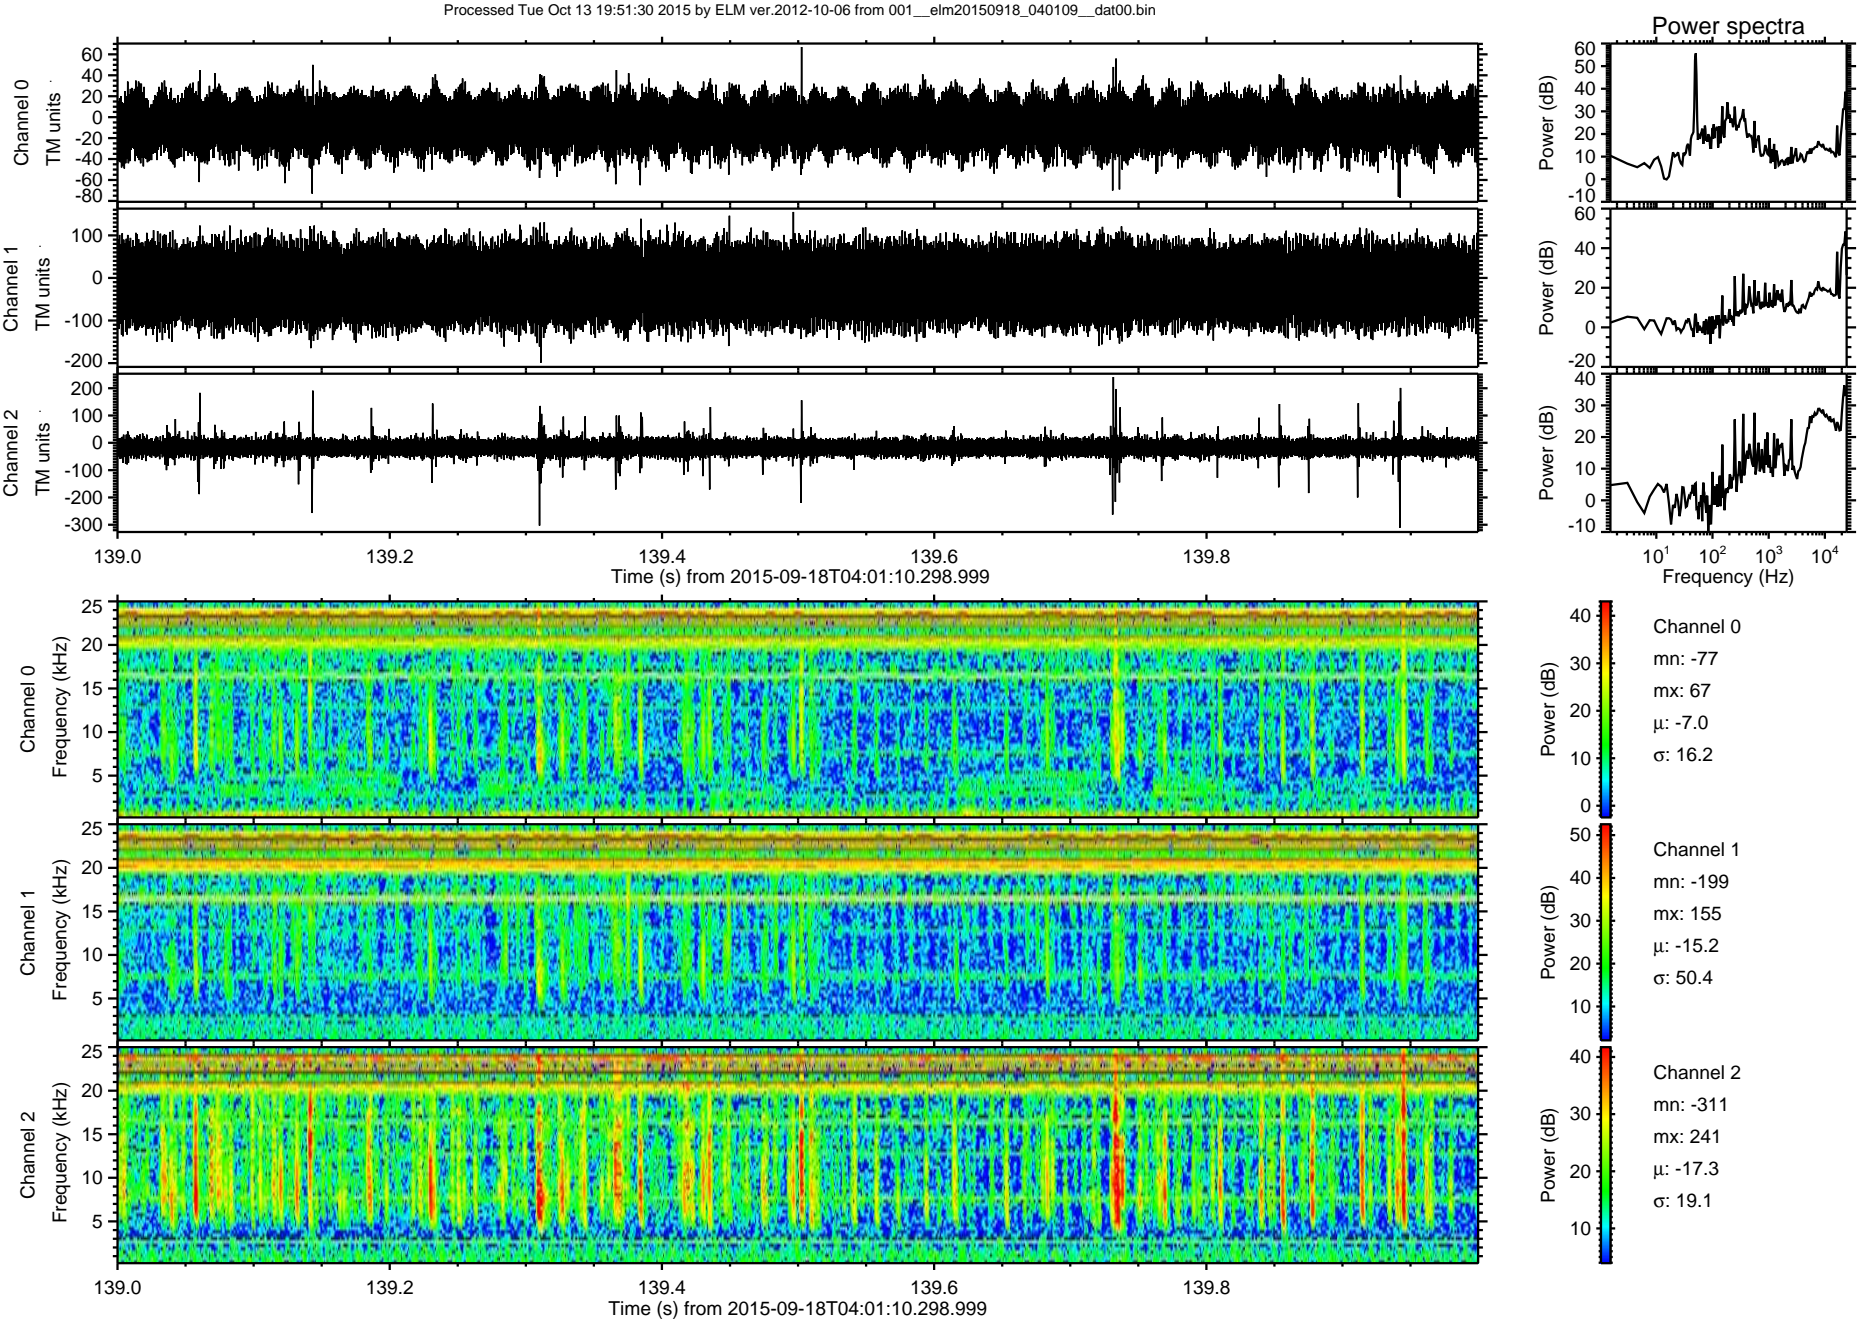 Processed Tue Oct 13 19:51:30 2015 by ELM ver.2012-10-06 from 001__elm20150918_040109__dat00.bin
Power spectra
Channel 0
TM units
60
40
20
0
-20
-40
-60
-80
Power (dB)
60
50
40
30
20
10
0
-10
Channel 1
TM units
100
0
-100
-200
Power (dB)
60
40
20
0
-20
Channel 2
TM units
200
100
0
-100
-200
-300
Power (dB)
40
30
20
10
0
-10
139.0 139.2 139.4 139.6 139.8
Time (s) from 2015-09-18T04:01:10.298.999
10^1 10^2 10^3 10^4
Frequency (Hz)
Channel 0
Frequency (kHz)
25
20
15
10
5
Power (dB)
40
30
20
10
0
Channel 0
mn: -77
mx: 67
μ: -7.0
σ: 16.2
Channel 1
Frequency (kHz)
25
20
15
10
5
Power (dB)
50
40
30
20
10
Channel 1
mn: -199
mx: 155
μ: -15.2
σ: 50.4
Channel 2
Frequency (kHz)
25
20
15
10
5
Power (dB)
40
30
20
10
Channel 2
mn: -311
mx: 241
μ: -17.3
σ: 19.1
139.0 139.2 139.4 139.6 139.8
Time (s) from 2015-09-18T04:01:10.298.999